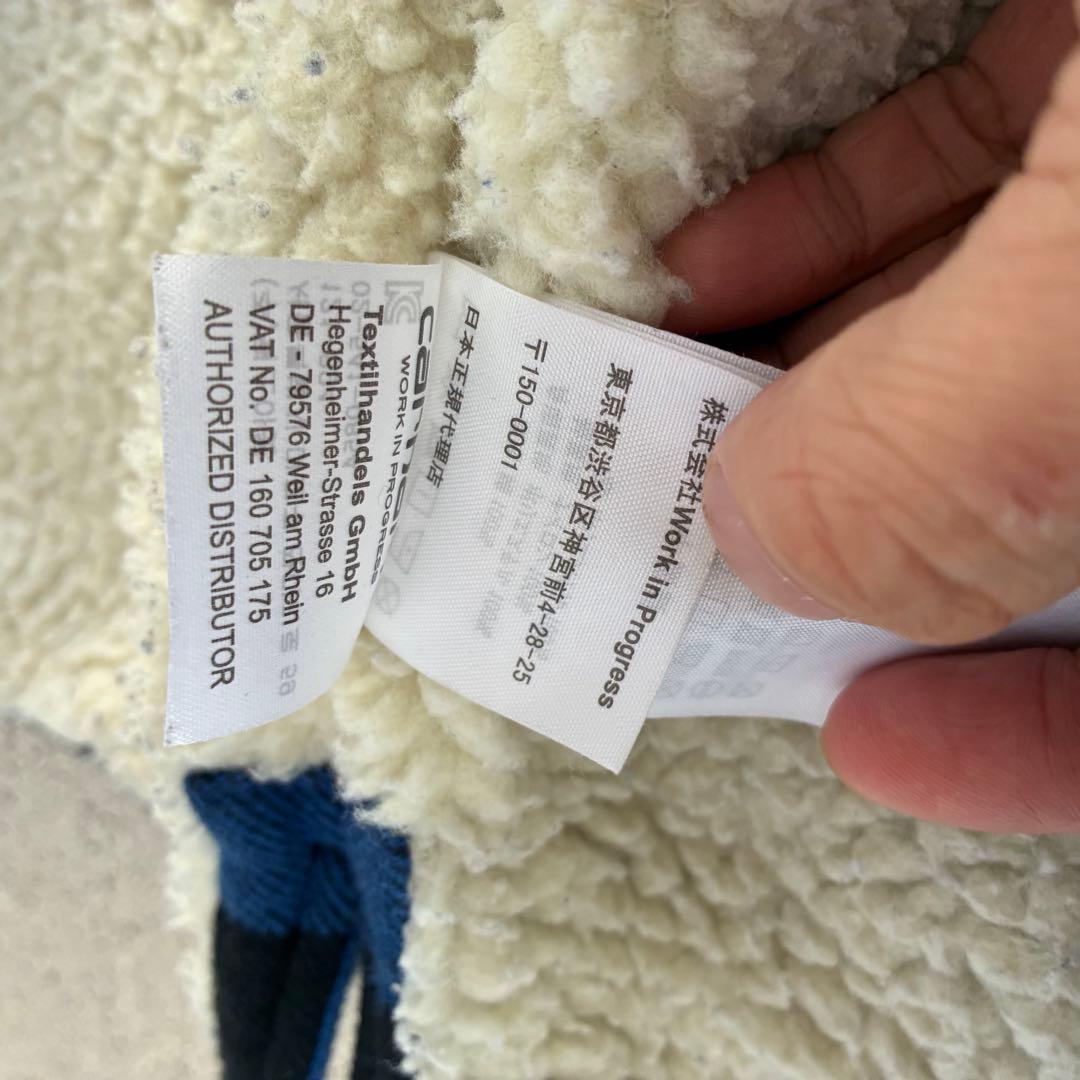 carhartt
WORK IN PROGRESS
Textilhandels GmbH
Hegenheimer-Strasse 16
DE - 79576 Weil am Rhein
VAT No. DE 160 705 175
AUTHORIZED DISTRIBUTOR
株式会社Work in Progress
東京都渋谷区神宮前4-28-25
〒150-0001
日本正規代理店